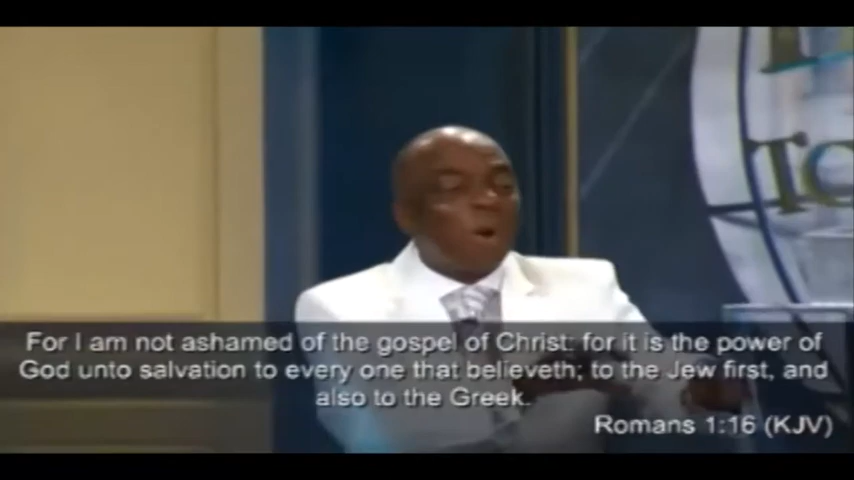 For I am not ashamed of the gospel of Christ: for it is the power of
God unto salvation to every one that believeth; to the Jew first, and
also to the Greek.
Romans 1:16 (KJV)